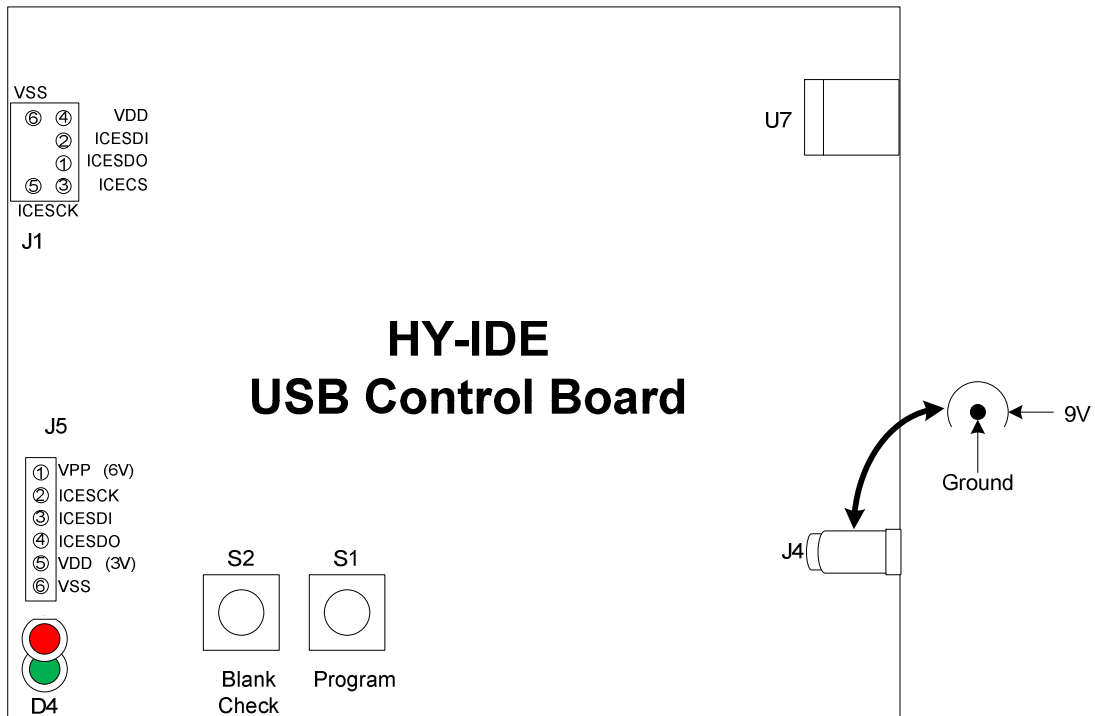 VSS
⑥ ④ VDD
② ICESDI
① ICESDO
⑤ ③ ICECS
ICESCK
J1
U7
HY-IDE
USB Control Board
9V
Ground
J4
J5
① VPP (6V)
② ICESCK
③ ICESDI
④ ICESDO
⑤ VDD (3V)
⑥ VSS
D4
S2
Blank
Check
S1
Program